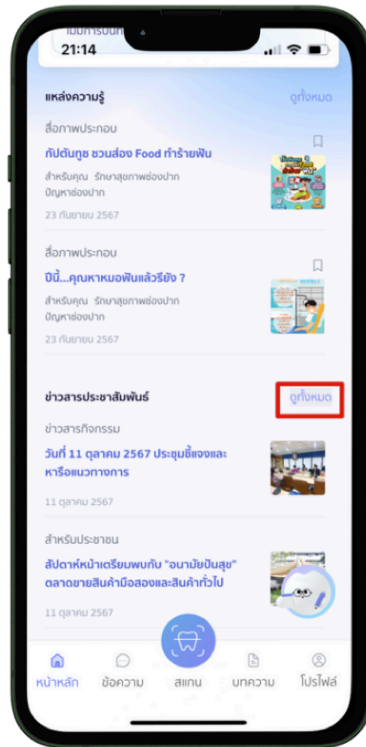 21:14
แหล่งความรู้
ดูทั้งหมด
สื่อภาพประกอบ
กัปตันทูธ ชวนส่อง Food ทำร้ายฟัน
สำหรับคุณ รักษาสุขภาพช่องปาก
ปัญหาช่องปาก
23 กันยายน 2567
สื่อภาพประกอบ
ปีนี้...คุณหาหมอฟันแล้วรึยัง ?
สำหรับคุณ รักษาสุขภาพช่องปาก
ปัญหาช่องปาก
23 กันยายน 2567
ข่าวสารประชาสัมพันธ์
ดูทั้งหมด
ข่าวสารกิจกรรม
วันที่ 11 ตุลาคม 2567 ประชุมชี้แจงและ
หารือแนวทางการ
11 ตุลาคม 2567
สำหรับประชาชน
สัปดาห์หน้าเตรียมพบกับ "อนามัยปันสุข"
ตลาดขายสินค้ามือสองและสินค้าทั่วไป
11 ตุลาคม 2567
หน้าหลัก
ข้อความ
สแกน
บทความ
โปรไฟล์